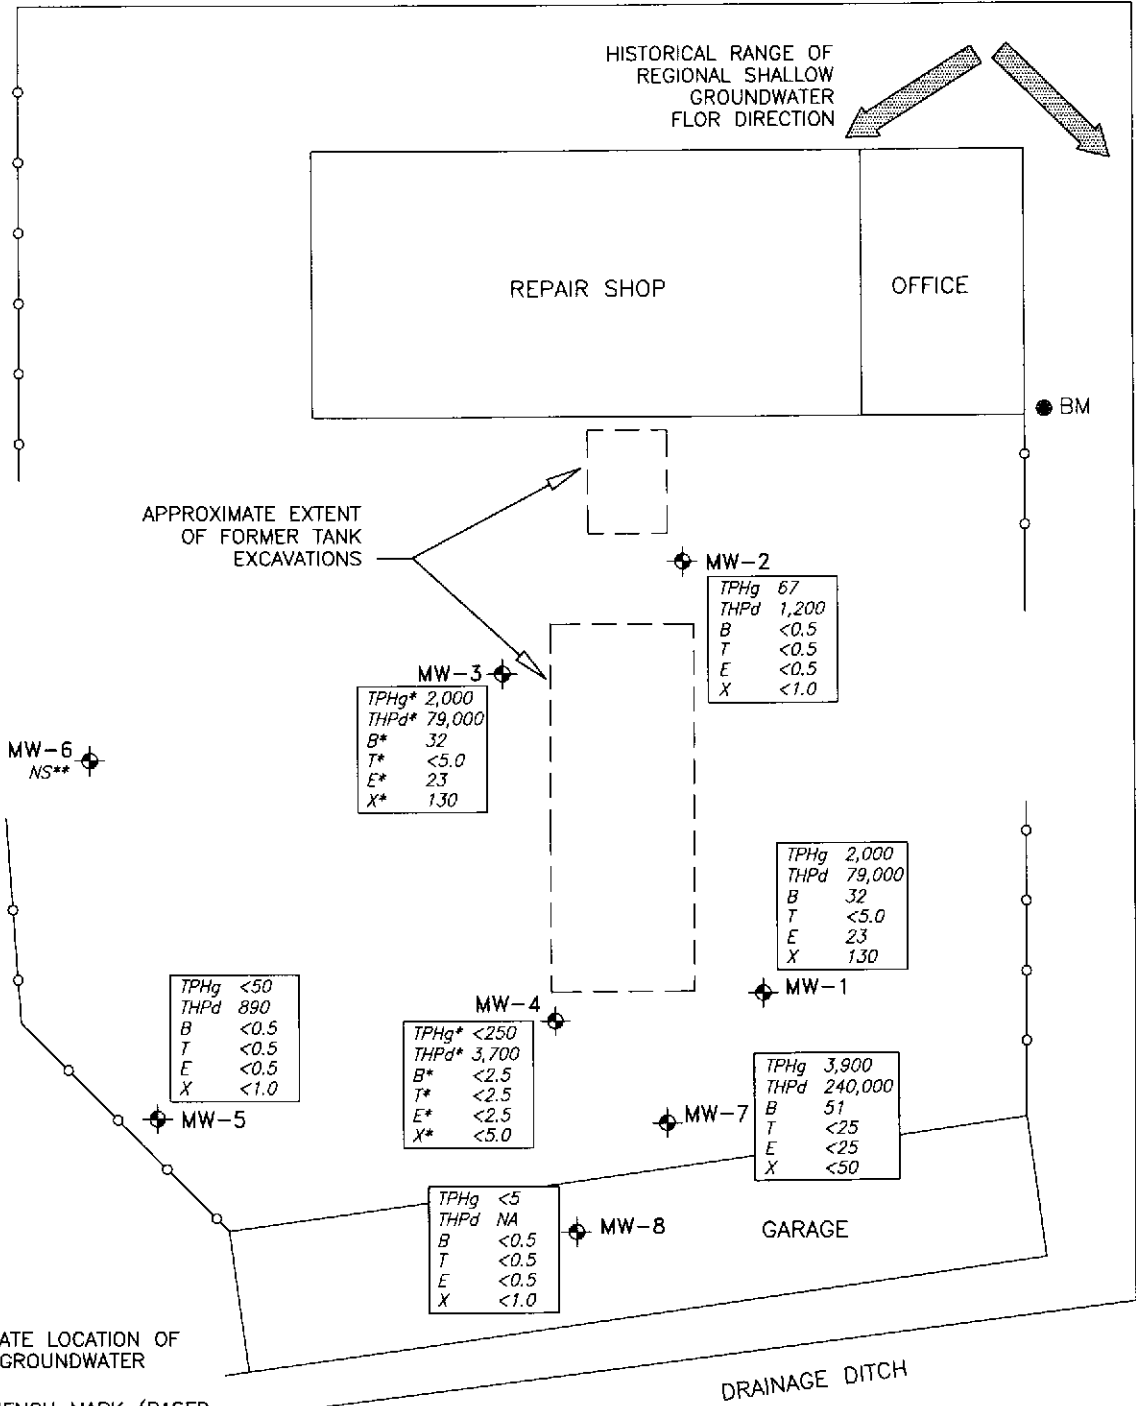 HISTORICAL RANGE OF
REGIONAL SHALLOW
GROUNDWATER
FLOR DIRECTION
REPAIR SHOP
OFFICE
BM
APPROXIMATE EXTENT
OF FORMER TANK
EXCAVATIONS
MW-2
TPHg 67
THPd 1,200
B <0.5
T <0.5
E <0.5
X <1.0
MW-3
TPHg* 2,000
THPd* 79,000
B* 32
T* <5.0
E* 23
X* 130
MW-6
NS**
TPHg 2,000
THPd 79,000
B 32
T <5.0
E 23
X 130
MW-1
TPHg <50
THPd 890
B <0.5
T <0.5
E <0.5
X <1.0
MW-5
MW-4
TPHg* <250
THPd* 3,700
B* <2.5
T* <2.5
E* <2.5
X* <5.0
MW-7
TPHg 3,900
THPd 240,000
B 51
T <25
E <25
X <50
TPHg <5
THPd NA
B <0.5
T <0.5
E <0.5
X <1.0
MW-8
GARAGE
ATE LOCATION OF
GROUNDWATER
DRAINAGE DITCH